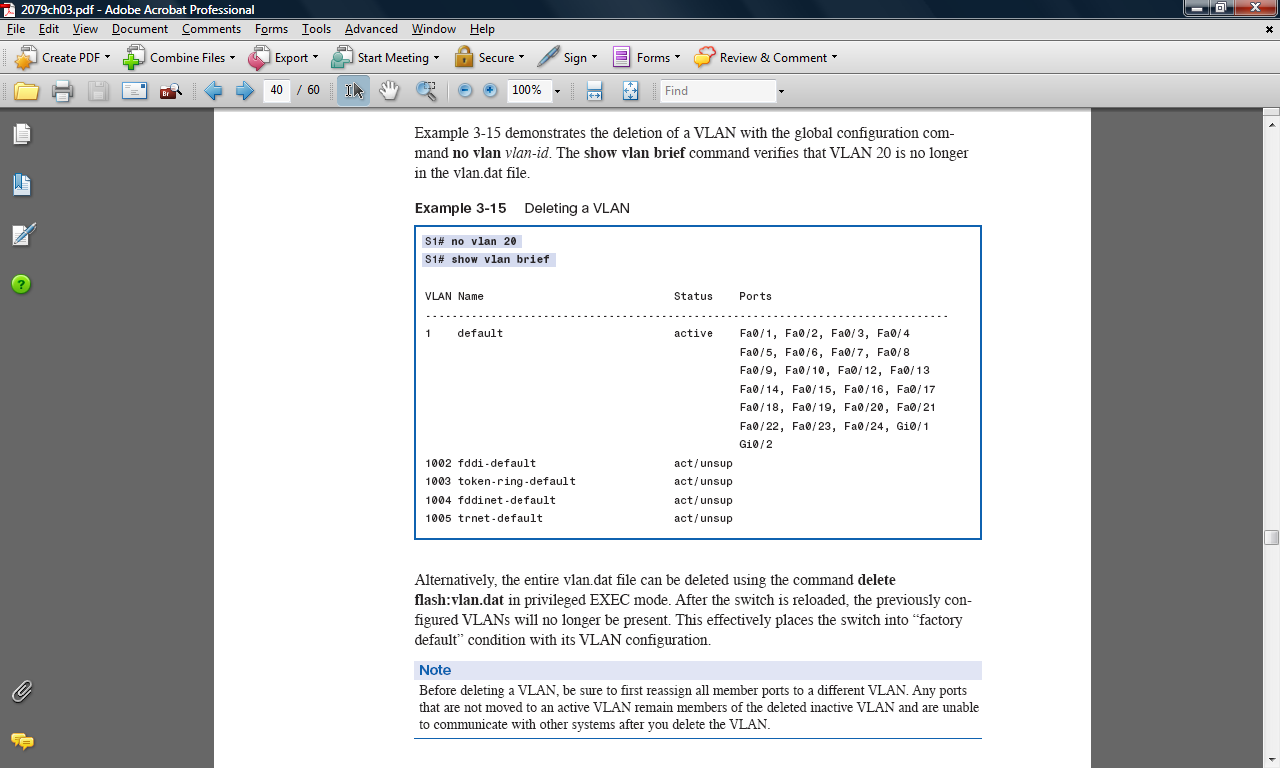 2079ch03.pdf - Adobe Acrobat Professional
File Edit View Document Comments Forms Tools Advanced Window Help
Create PDF Combine Files Export Start Meeting Secure Sign Forms Review & Comment
40 / 60 100% Find
Example 3-15 demonstrates the deletion of a VLAN with the global configuration com-
mand no vlan vlan-id. The show vlan brief command verifies that VLAN 20 is no longer
in the vlan.dat file.
Example 3-15 Deleting a VLAN
S1# no vlan 20
S1# show vlan brief
VLAN Name Status Ports
--------------------------------------------------------------------------------
1 default active Fa0/1, Fa0/2, Fa0/3, Fa0/4
Fa0/5, Fa0/6, Fa0/7, Fa0/8
Fa0/9, Fa0/10, Fa0/12, Fa0/13
Fa0/14, Fa0/15, Fa0/16, Fa0/17
Fa0/18, Fa0/19, Fa0/20, Fa0/21
Fa0/22, Fa0/23, Fa0/24, Gi0/1
Gi0/2
1002 fddi-default act/unsup
1003 token-ring-default act/unsup
1004 fddinet-default act/unsup
1005 trnet-default act/unsup
Alternatively, the entire vlan.dat file can be deleted using the command delete
flash:vlan.dat in privileged EXEC mode. After the switch is reloaded, the previously con-
figured VLANs will no longer be present. This effectively places the switch into “factory
default” condition with its VLAN configuration.
Note
Before deleting a VLAN, be sure to first reassign all member ports to a different VLAN. Any ports
that are not moved to an active VLAN remain members of the deleted inactive VLAN and are unable
to communicate with other systems after you delete the VLAN.